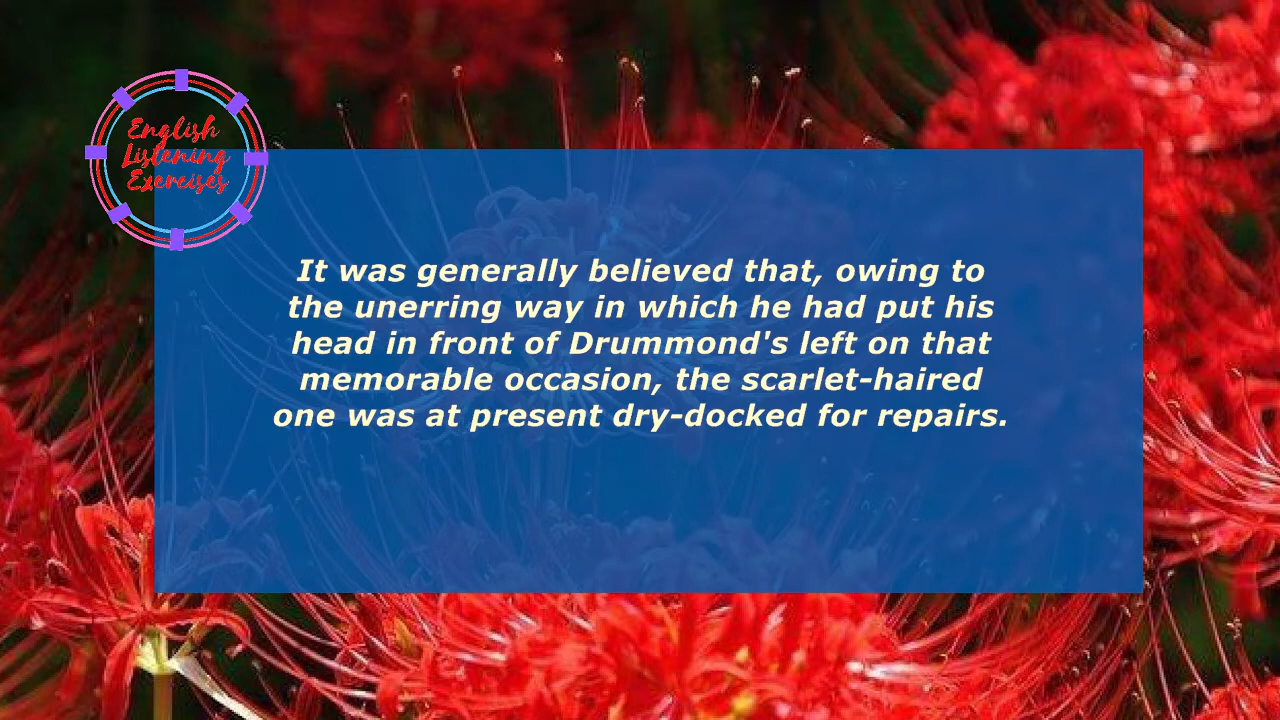 English
Listening
Exercises
It was generally believed that, owing to
the unerring way in which he had put his
head in front of Drummond's left on that
memorable occasion, the scarlet-haired
one was at present dry-docked for repairs.